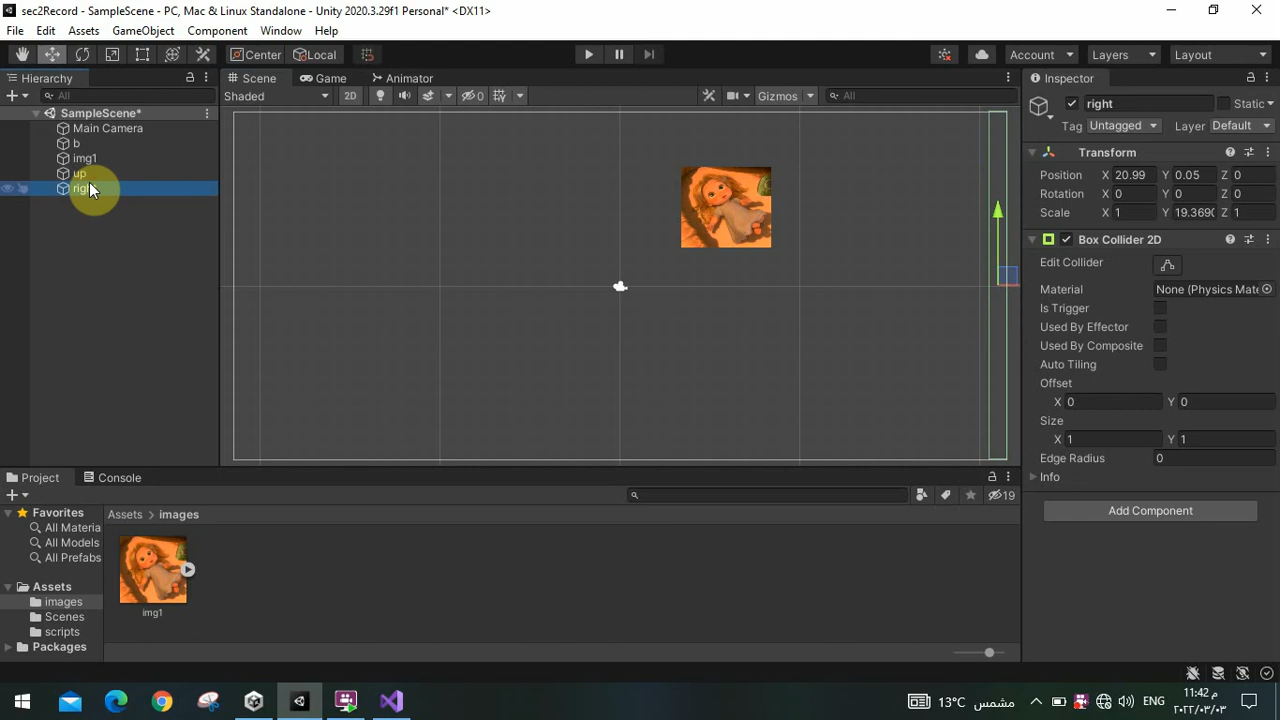 sec2Record - SampleScene - PC, Mac & Linux Standalone - Unity 2020.3.29f1 Personal* <DX11>
File Edit Assets GameObject Component Window Help
Center Local Account Layers Layout
Hierarchy
All
SampleScene*
Main Camera
b
img1
up
Scene Game Animator
Shaded 2D 0 Gizmos All
Inspector
right Static
Tag Untagged Layer Default
Transform
Position X 20.99 Y 0.05 Z 0
Rotation X 0 Y 0 Z 0
Scale X 1 Y 19.369 Z 1
Box Collider 2D
Edit Collider
Material None (Physics Mate
Is Trigger
Used By Effector
Used By Composite
Auto Tiling
Offset
X 0 Y 0
Size
X 1 Y 1
Edge Radius 0
Info
Add Component
Project Console
19
Favorites
All Materia
All Models
All Prefabs
Assets
images
Scenes
scripts
Packages
Assets > images
img1
13°C مشمس
ENG
11:42 م
٢٠٢٢/٠٣/٠٣